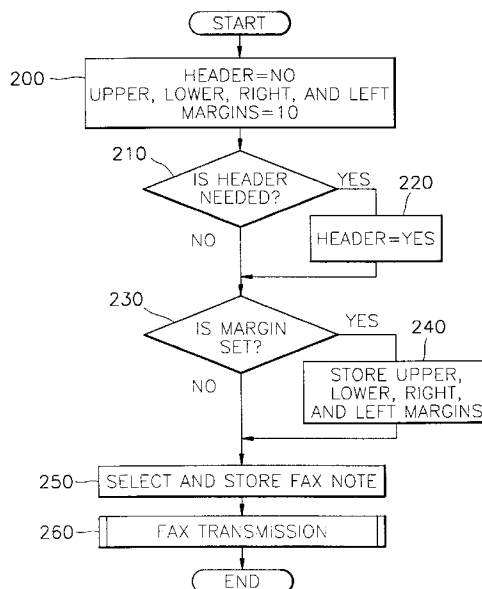 START
200
HEADER=NO
UPPER, LOWER, RIGHT, AND LEFT
MARGINS=10
210
IS HEADER
NEEDED?
YES
220
HEADER=YES
NO
230
IS MARGIN
SET?
YES
240
STORE UPPER,
LOWER, RIGHT,
AND LEFT MARGINS
NO
250
SELECT AND STORE FAX NOTE
260
FAX TRANSMISSION
END